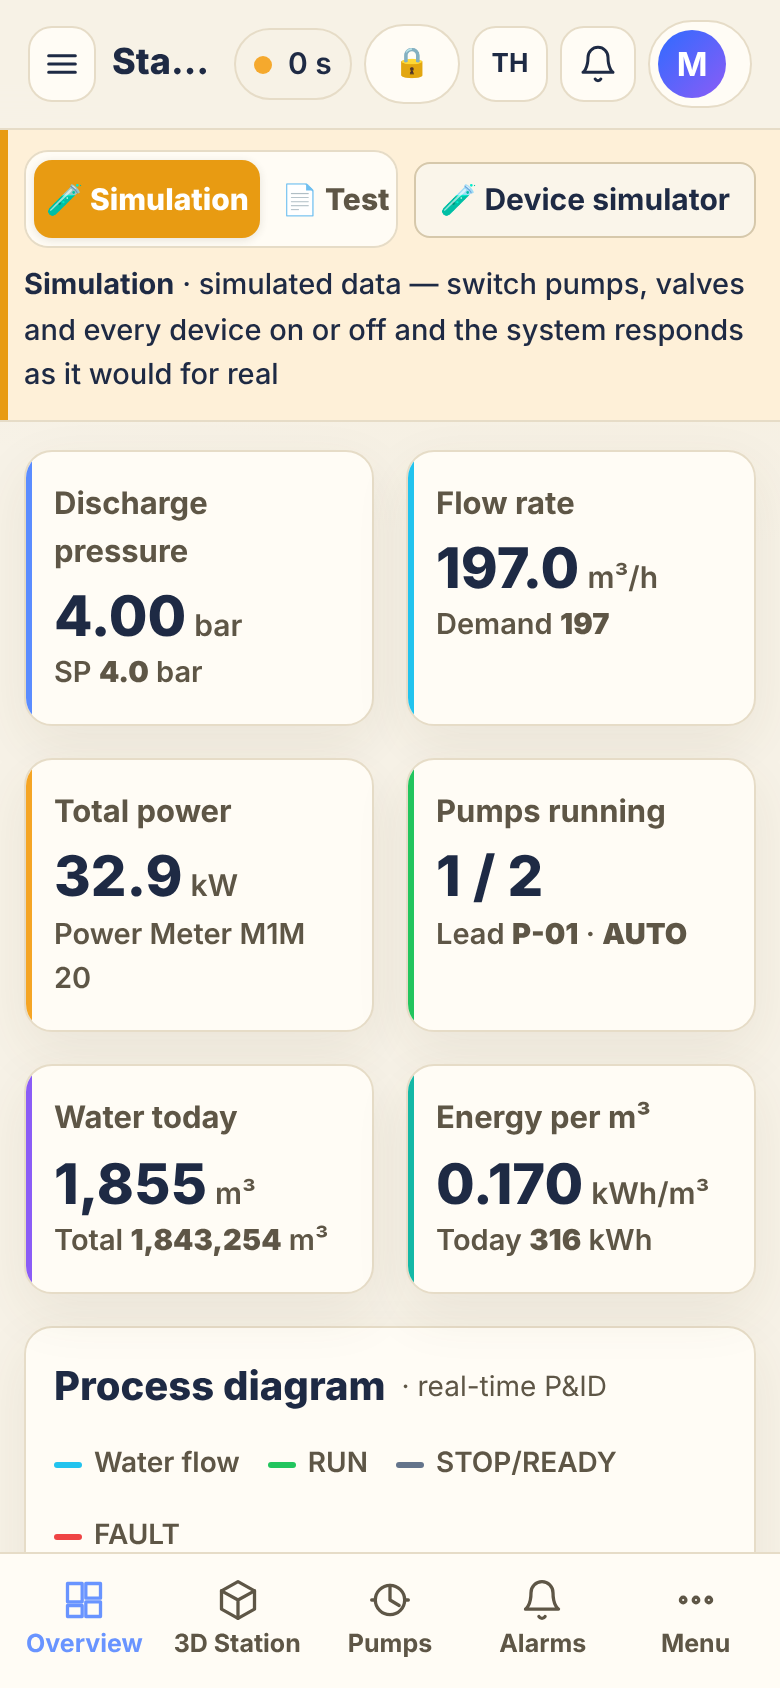 Sta...
0 s
TH
M
Simulation
Test
Device simulator
Simulation · simulated data — switch pumps, valves
and every device on or off and the system responds
as it would for real
Discharge
pressure
4.00 bar
SP 4.0 bar
Flow rate
197.0 m³/h
Demand 197
Total power
32.9 kW
Power Meter M1M
20
Pumps running
1 / 2
Lead P-01 · AUTO
Water today
1,855 m³
Total 1,843,254 m³
Energy per m³
0.170 kWh/m³
Today 316 kWh
Process diagram · real-time P&ID
Water flow RUN STOP/READY
FAULT
Overview 3D Station Pumps Alarms Menu